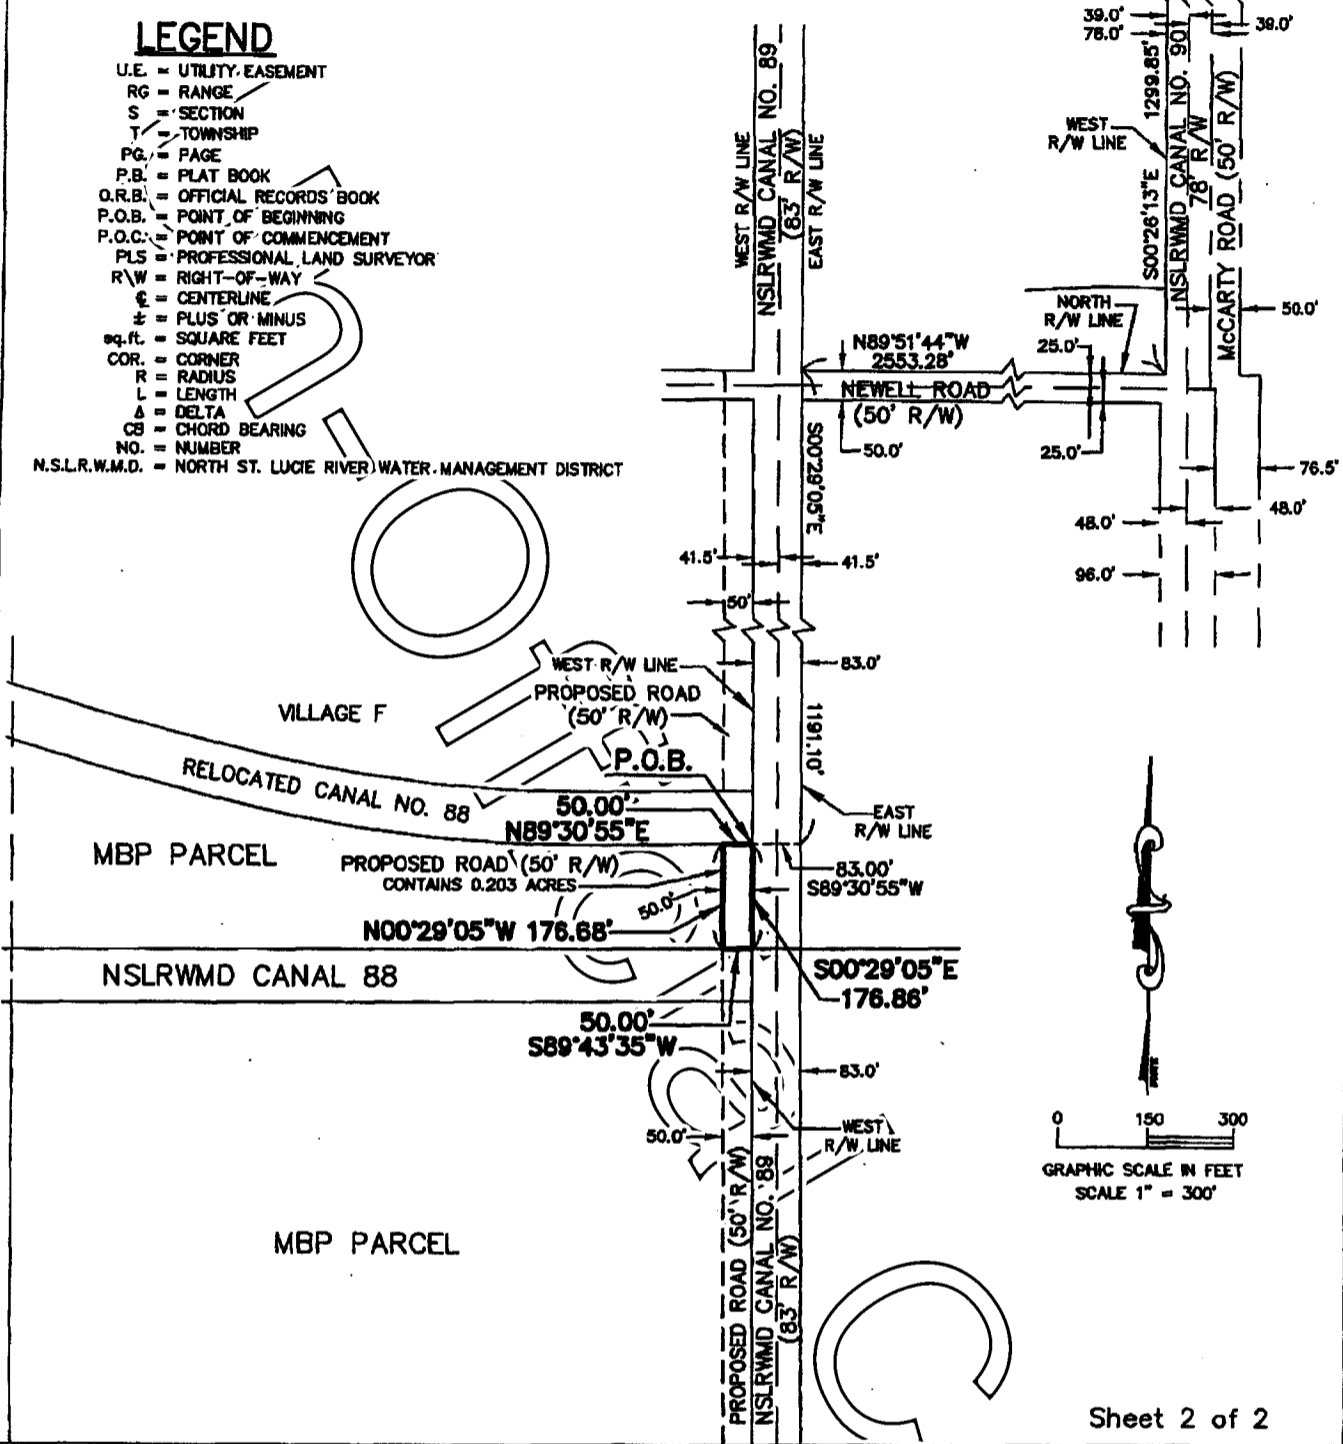 LEGEND
U.E. = UTILITY EASEMENT
RG = RANGE
S = SECTION
T = TOWNSHIP
PG. = PAGE
P.B. = PLAT BOOK
O.R.B. = OFFICIAL RECORDS BOOK
P.O.B. = POINT OF BEGINNING
P.O.C. = POINT OF COMMENCEMENT
PLS = PROFESSIONAL LAND SURVEYOR
R\W = RIGHT-OF-WAY
℄ = CENTERLINE
± = PLUS OR MINUS
sq.ft. = SQUARE FEET
COR. = CORNER
R = RADIUS
L = LENGTH
Δ = DELTA
CB = CHORD BEARING
NO. = NUMBER
N.S.L.R.W.M.D. = NORTH ST. LUCIE RIVER WATER MANAGEMENT DISTRICT
WEST R/W LINE
NSLRWMD CANAL NO. 89
(83' R/W)
EAST R/W LINE
39.0'
78.0'
39.0'
WEST
R/W LINE
S00°26'13"E 1299.85'
NSLRWMD CANAL NO. 90
78' R/W
McCARTY ROAD (50' R/W)
NORTH
R/W LINE
50.0'
N89°51'44"W
2553.28'
25.0'
NEWELL ROAD
(50' R/W)
50.0'
25.0'
76.5'
48.0'
48.0'
96.0'
S00°29'05"E
41.5'
41.5'
50'
WEST R/W LINE
83.0'
PROPOSED ROAD
(50' R/W)
1191.10'
VILLAGE F
P.O.B.
RELOCATED CANAL NO. 88
50.00'
N89°30'55"E
EAST
R/W LINE
MBP PARCEL
PROPOSED ROAD (50' R/W)
CONTAINS 0.203 ACRES
83.00'
S89°30'55"W
50.0'
N00°29'05"W 176.68'
NSLRWMD CANAL 88
S00°29'05"E
176.86'
50.00'
S89°43'35"W
83.0'
WEST
R/W LINE
50.0'
PROPOSED ROAD (50' R/W)
NSLRWMD CANAL NO. 89
(83' R/W)
MBP PARCEL
0 150 300
GRAPHIC SCALE IN FEET
SCALE 1" = 300'
Sheet 2 of 2